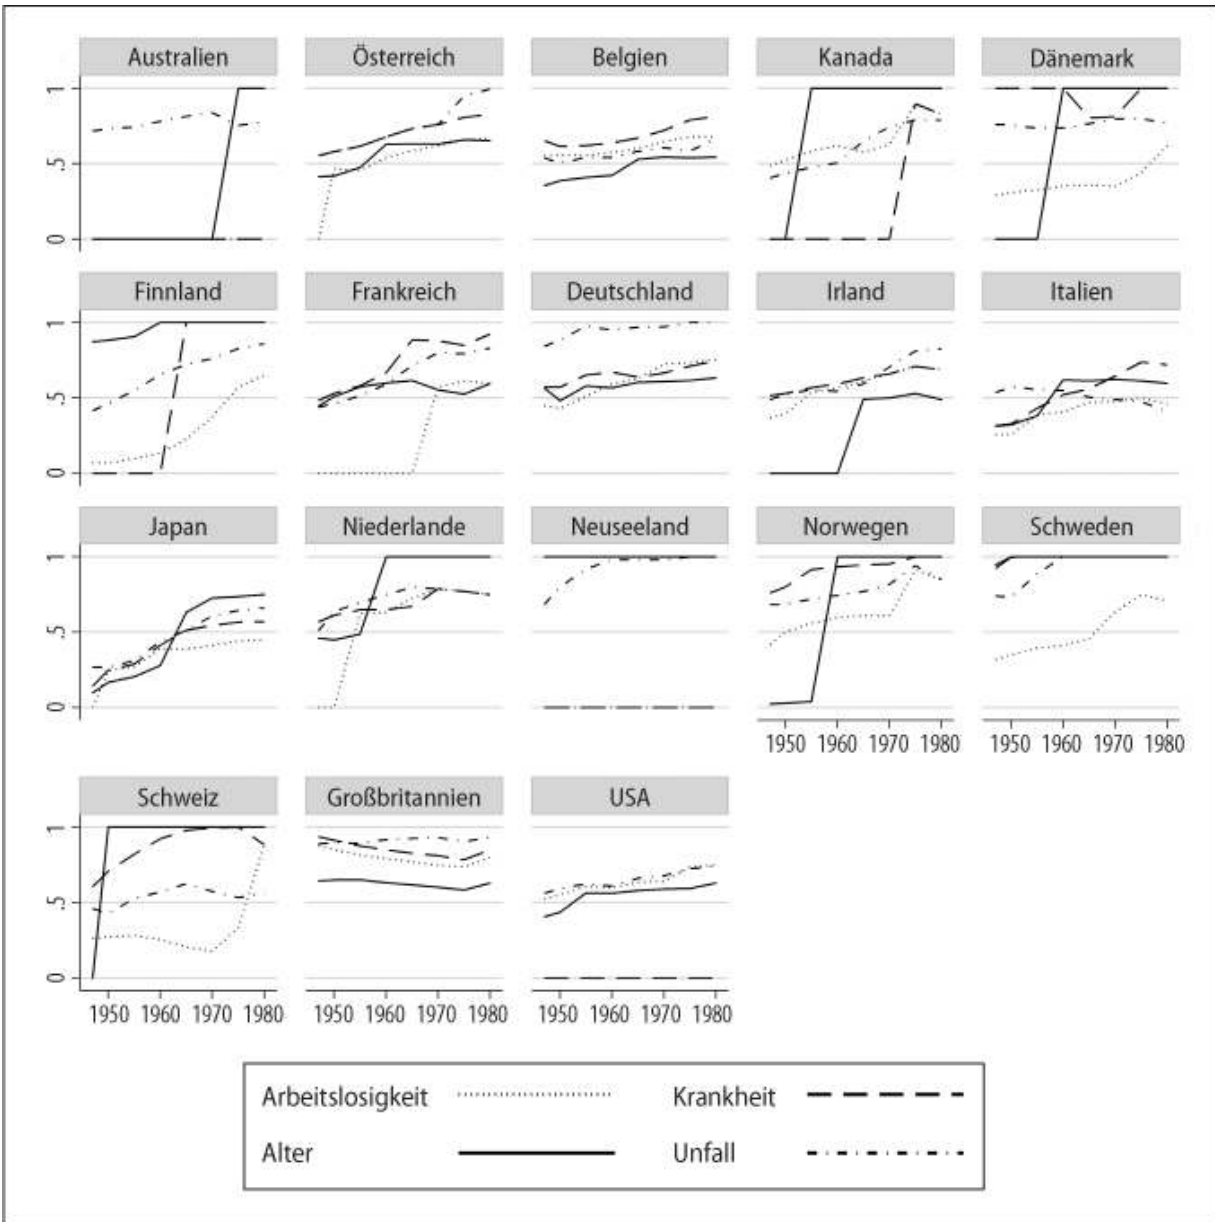 Australien Österreich Belgien Kanada Dänemark
1
.5
0
Finnland Frankreich Deutschland Irland Italien
1
.5
0
Japan Niederlande Neuseeland Norwegen Schweden
1
.5
0
1950 1960 1970 1980 1950 1960 1970 1980
Schweiz Großbritannien USA
1
.5
0
1950 1960 1970 1980 1950 1960 1970 1980 1950 1960 1970 1980
Arbeitslosigkeit Krankheit
Alter Unfall